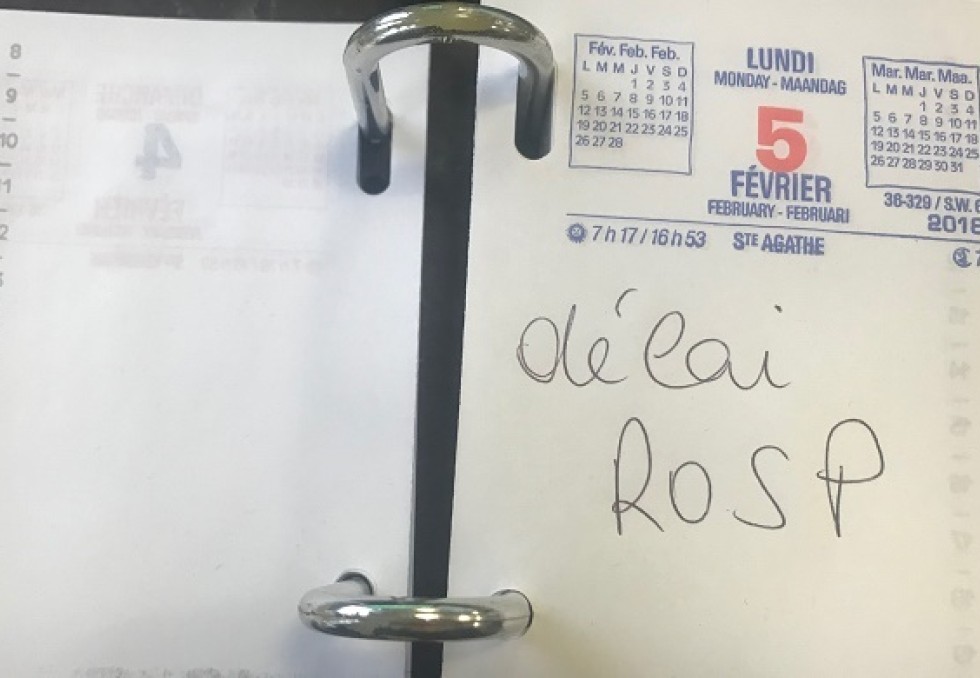 8
9
10
Fév. Feb. Feb.
L M M J V S D
1 2 3 4
5 6 7 8 9 10 11
12 13 14 15 16 17 18
19 20 21 22 23 24 25
26 27 28
LUNDI
MONDAY - MAANDAG
5
FÉVRIER
FEBRUARY - FEBRUARI
Mar. Mar. Maa.
L M M J V S D
1 2 3 4
5 6 7 8 9 10 11
12 13 14 15 16 17 18
19 20 21 22 23 24 25
26 27 28 29 30 31
36-329 / S.W. 6
2018
7 h 17 / 16 h 53 STE AGATHE
délai
ROSP